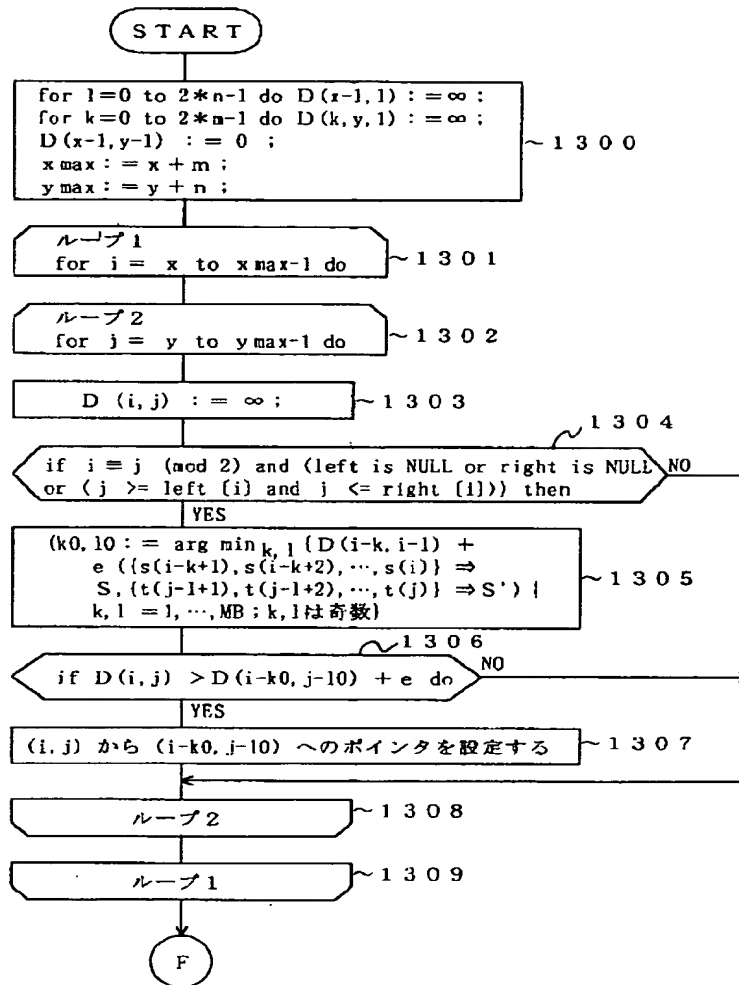 START
for l=0 to 2*n-1 do D(x-1,1) :=∞;
for k=0 to 2*m-1 do D(k,y,1) :=∞;
D(x-1,y-1) := 0 ;
xmax:=x+m ;
ymax:=y+n ;
~1300
ループ1
for i= x to xmax-1 do
~1301
ループ2
for j= y to ymax-1 do
~1302
D (i,j) := ∞ ;
~1303
1304
if i≡j (mod 2) and (left is NULL or right is NULL
or (j >= left [i] and j <= right [i])) then
NO
YES
(k0,l0 := arg min k,l {D(i-k,i-l) +
e ({s(i-k+1),s(i-k+2),…,s(i)} ⇒
S,{t(j-l+1),t(j-l+2),…,t(j)} ⇒S') {
k,l =1,…,MB ; k,lは奇数}
~1305
1306
if D(i,j) >D(i-k0,j-l0) + e do
NO
YES
(i,j) から (i-k0,j-l0) へのポインタを設定する
~1307
ループ2
~1308
ループ1
~1309
F